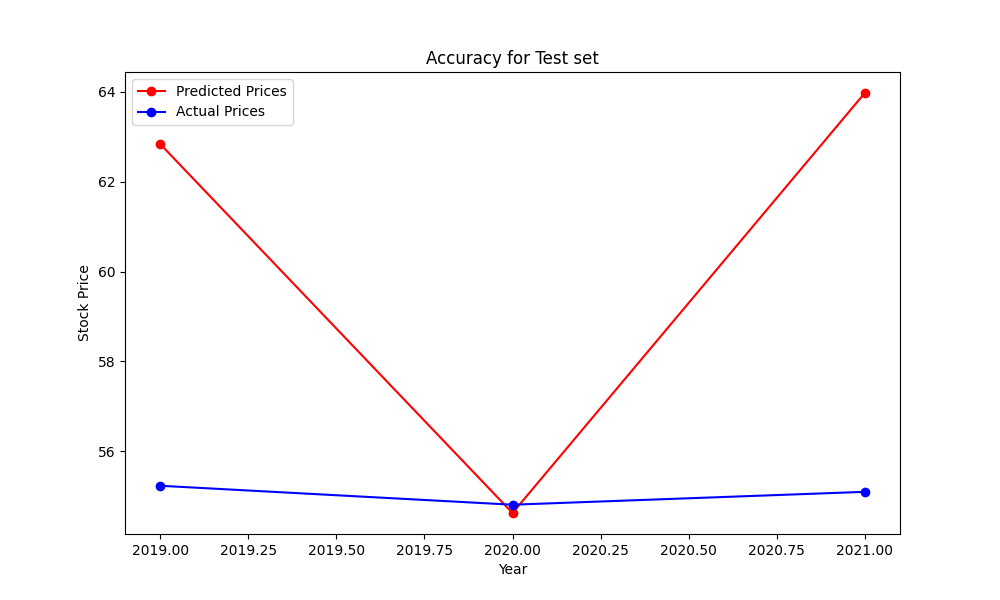 Accuracy for Test set
Predicted Prices
Actual Prices
64
62
60
58
56
Stock Price
2019.00 2019.25 2019.50 2019.75 2020.00 2020.25 2020.50 2020.75 2021.00
Year